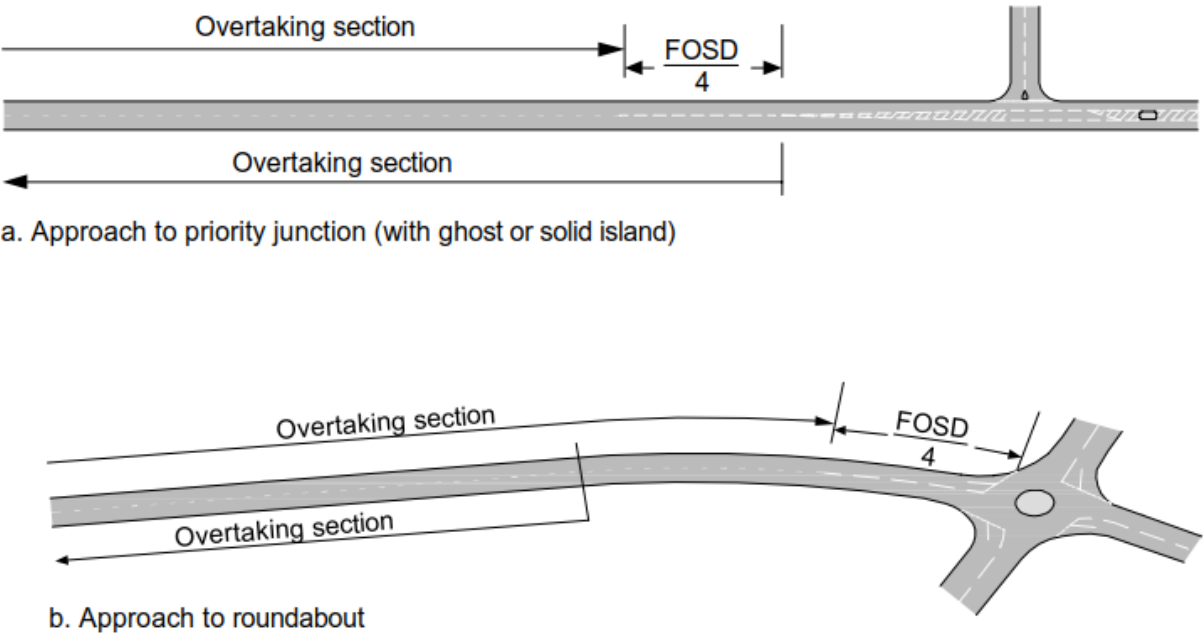 Overtaking section
FOSD
4
Overtaking section
a. Approach to priority junction (with ghost or solid island)
Overtaking section
FOSD
4
Overtaking section
b. Approach to roundabout